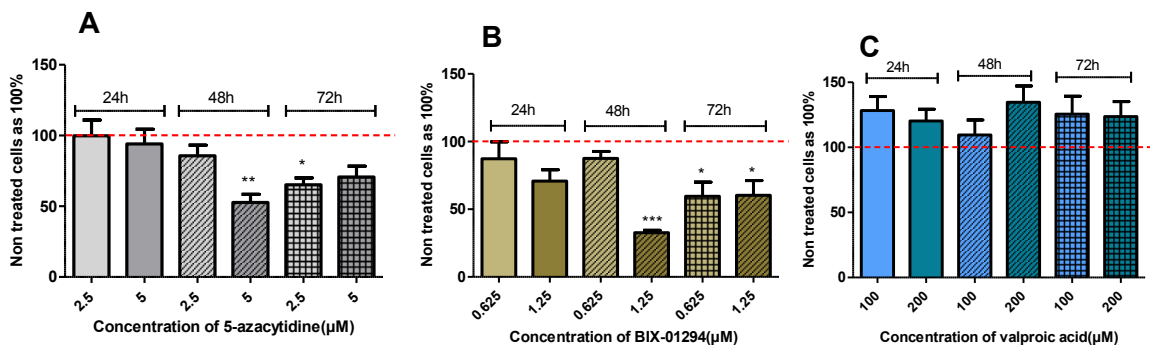 A
Non treated cells as 100%
150
100
50
0
24h
48h
72h
**
*
2.5
5
2.5
5
2.5
5
Concentration of 5-azacytidine(µM)
B
Non treated cells as 100%
150
100
50
0
24h
48h
72h
***
*
*
0.625
1.25
0.625
1.25
0.625
1.25
Concentration of BIX-01294(µM)
C
Non treated cells as 100%
150
100
50
0
24h
48h
72h
100
200
100
200
100
200
Concentration of valproic acid(µM)